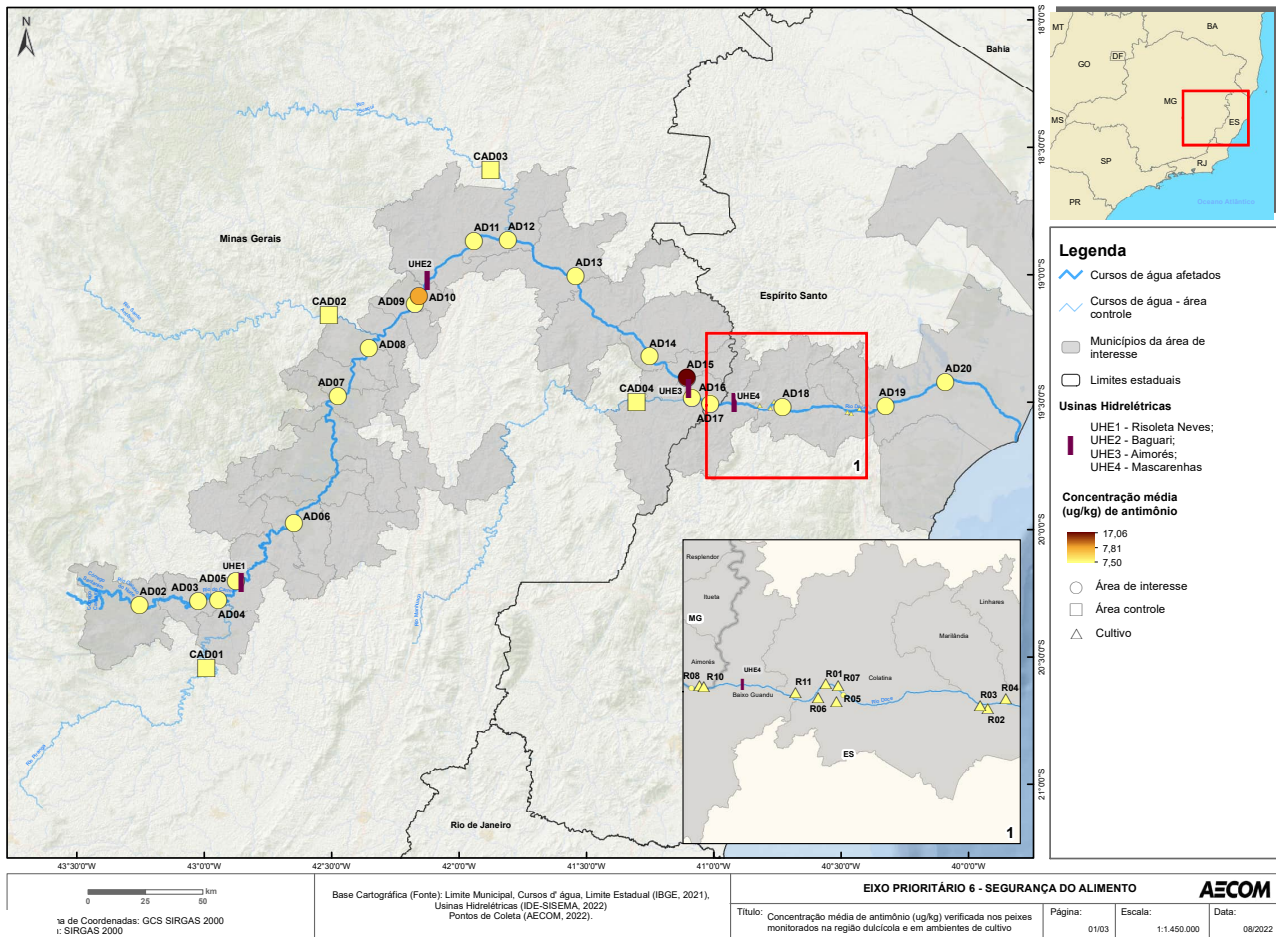 N
Bahia
Minas Gerais
Espírito Santo
Rio de Janeiro
CAD03
AD11
AD12
UHE2
AD13
CAD02
AD09
AD10
AD08
AD14
AD15
AD07
CAD04
UHE3
AD16
UHE4
AD17
AD18
AD19
AD20
1
AD06
UHE1
AD05
AD02
AD03
AD04
CAD01
Rio Piranga
Rio Manhuaçu
Rio Doce
18°0'0"S
18°30'0"S
19°0'0"S
19°30'0"S
20°0'0"S
20°30'0"S
21°0'0"S
43°30'0"W
43°0'0"W
42°30'0"W
42°0'0"W
41°30'0"W
41°0'0"W
40°30'0"W
40°0'0"W
Resplendor
Itueta
MG
Aimorés
UHE4
R08
R10
Baixo Guandu
R11
R01
R07
R06
R05
Colatina
Rio Doce
Marilândia
Linhares
R03
R04
R02
ES
1
MT
BA
GO
DF
MG
MS
ES
SP
RJ
PR
Oceano Atlântico
Legenda
Cursos de água afetados
Cursos de água - área
controle
Municípios da área de
interesse
Limites estaduais
Usinas Hidrelétricas
UHE1 - Risoleta Neves;
UHE2 - Baguari;
UHE3 - Aimorés;
UHE4 - Mascarenhas
Concentração média
(ug/kg) de antimônio
17,06
7,81
7,50
Área de interesse
Área controle
Cultivo
km
0 25 50
de Coordenadas: GCS SIRGAS 2000
: SIRGAS 2000
Base Cartográfica (Fonte): Limite Municipal, Cursos d' água, Limite Estadual (IBGE, 2021),
Usinas Hidrelétricas (IDE-SISEMA, 2022)
Pontos de Coleta (AECOM, 2022).
EIXO PRIORITÁRIO 6 - SEGURANÇA DO ALIMENTO
AECOM
Título: Concentração média de antimônio (ug/kg) verificada nos peixes
monitorados na região dulcícola e em ambientes de cultivo
Página:
01/03
Escala:
1:1.450.000
Data:
08/2022